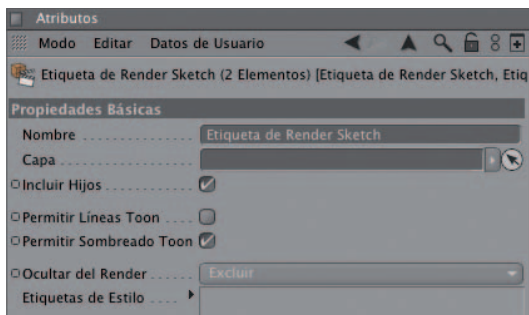 Atributos
Modo Editar Datos de Usuario
Etiqueta de Render Sketch (2 Elementos) [Etiqueta de Render Sketch, Etiq
Propiedades Básicas
Nombre Etiqueta de Render Sketch
Capa
Incluir Hijos
Permitir Líneas Toon
Permitir Sombreado Toon
Ocultar del Render Excluir
Etiquetas de Estilo